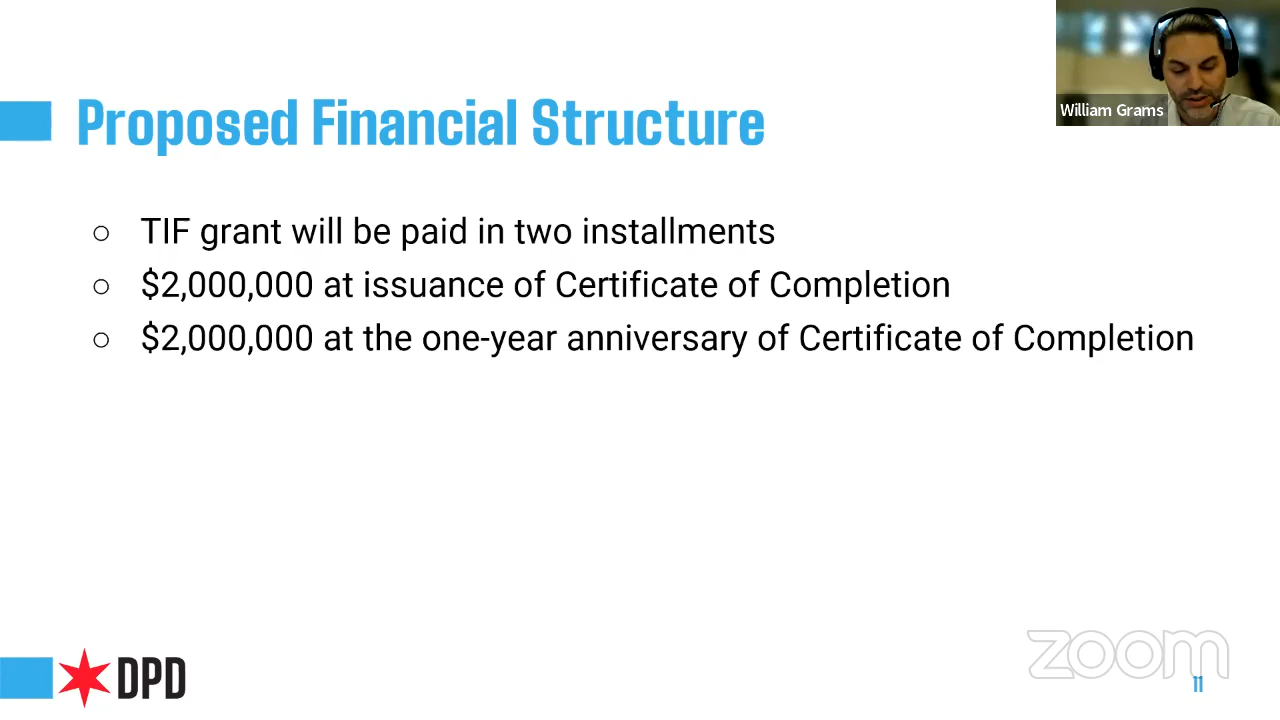 William Grams
Proposed Financial Structure
○ TIF grant will be paid in two installments
○ $2,000,000 at issuance of Certificate of Completion
○ $2,000,000 at the one-year anniversary of Certificate of Completion
DPD
zoom
11